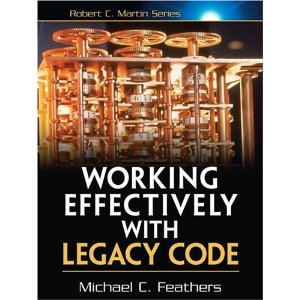 Robert C. Martin Series
WORKING
EFFECTIVELY
WITH
LEGACY CODE
Michael C. Feathers